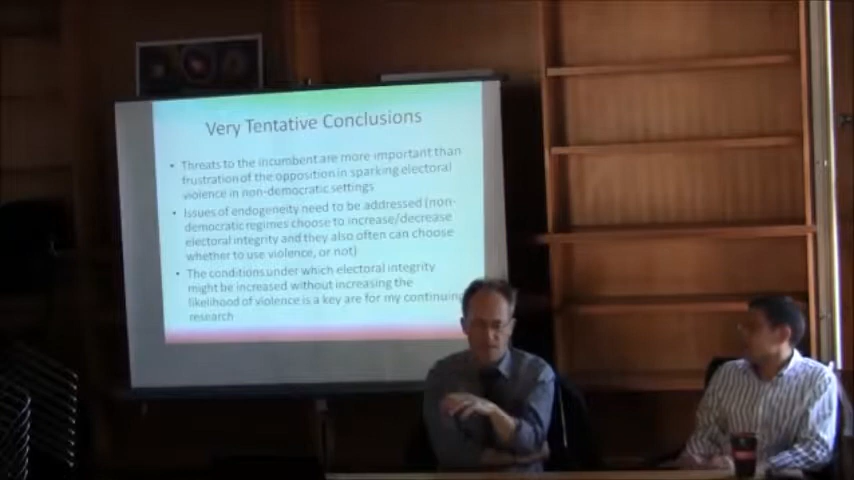 Very Tentative Conclusions
• Threats to the incumbent are more important than
frustration of the opposition in sparking electoral
violence in non-democratic settings
• Issues of endogeneity need to be addressed (non-
democratic regimes choose to increase/decrease
electoral integrity and they also often can choose
whether to use violence, or not)
• The conditions under which electoral integrity
might be increased without increasing the
likelihood of violence is a key are for my continuing
research